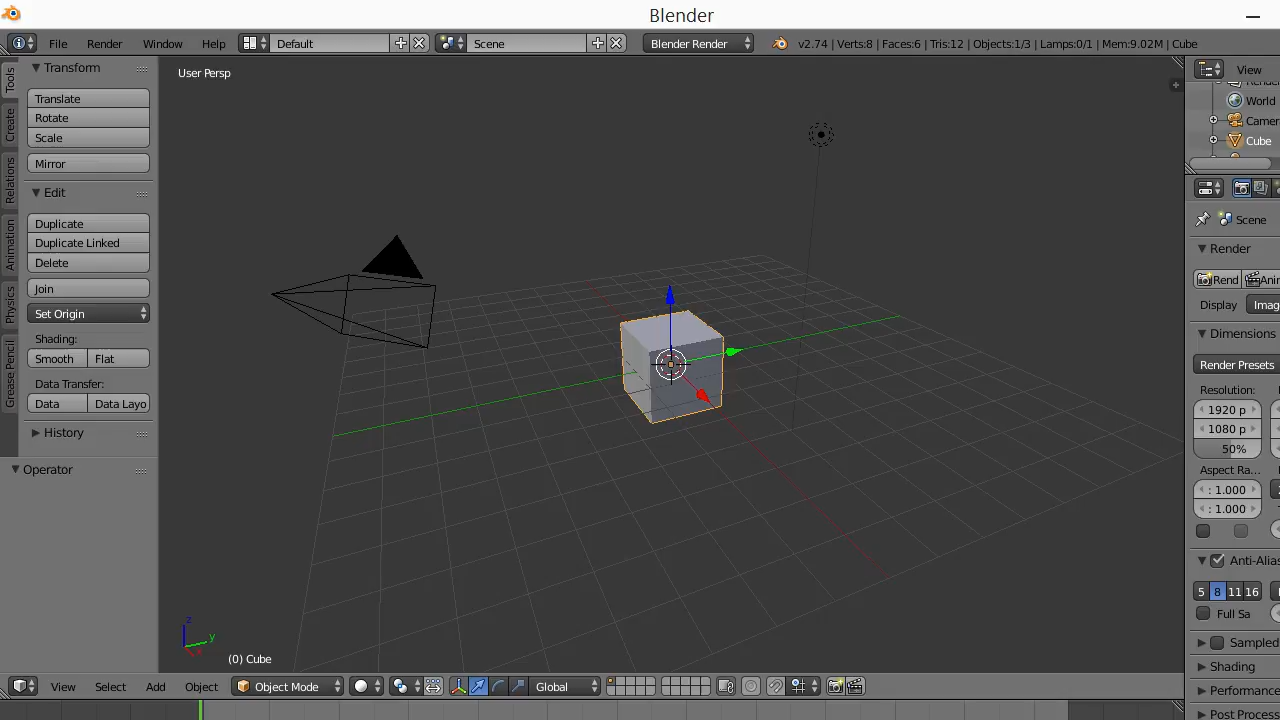 Blender
File Render Window Help Default Scene Blender Render v2.74 | Verts:8 | Faces:6 | Tris:12 | Objects:1/3 | Lamps:0/1 | Mem:9.02M | Cube
Tools
Create
Relations
Animation
Physics
Grease Pencil
Transform
Translate
Rotate
Scale
Mirror
Edit
Duplicate
Duplicate Linked
Delete
Join
Set Origin
Shading:
Smooth Flat
Data Transfer:
Data Data Layo
History
Operator
User Persp
z
y
x
(0) Cube
View Select Add Object Object Mode Global
View
World
Camer
Cube
Scene
Render
Rend Anir
Display Imag
Dimensions
Render Presets
Resolution:
1920 p
1080 p
50%
Aspect Ra...
: 1.000
: 1.000
Anti-Alias
5 8 11 16
Full Sa
Sampled
Shading
Performance
Post Process